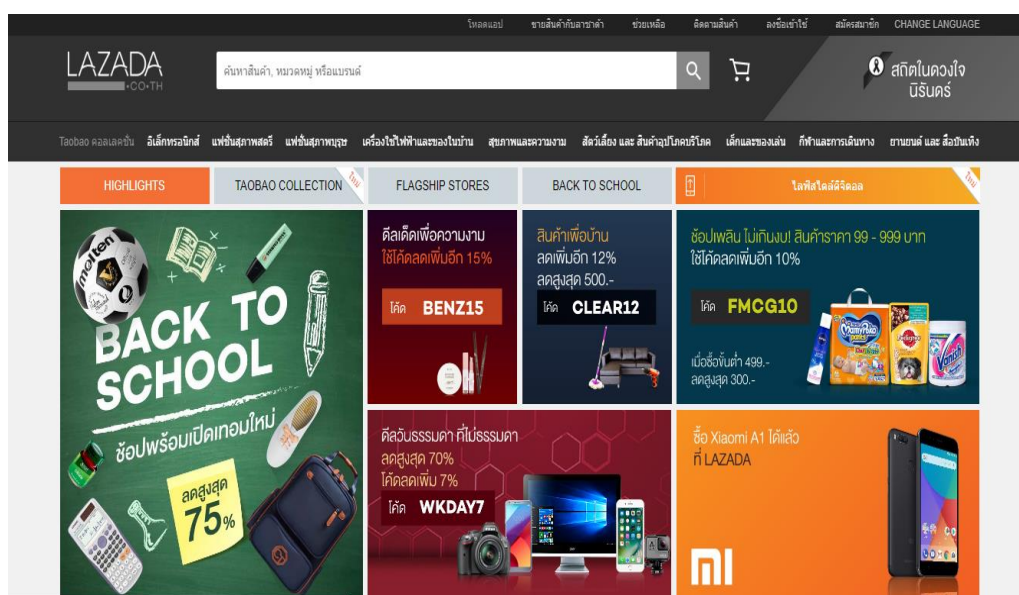 โหลดแอป ขายสินค้ากับลาซาด้า ช่วยเหลือ ติดตามสินค้า ลงชื่อเข้าใช้ สมัครสมาชิก CHANGE LANGUAGE
LAZADA
•CO•TH
ค้นหาสินค้า, หมวดหมู่ หรือแบรนด์
สถิตในดวงใจ
นิรันดร์
Taobao คอลเลคชั่น อิเล็กทรอนิกส์ แฟชั่นสุภาพสตรี แฟชั่นสุภาพบุรุษ เครื่องใช้ไฟฟ้าและของในบ้าน สุขภาพและความงาม สัตว์เลี้ยง และ สินค้าอุปโภคบริโภค เด็กและของเล่น กีฬาและการเดินทาง ยานยนต์ และ สื่อบันเทิง
HIGHLIGHTS
TAOBAO COLLECTION
ใหม่
FLAGSHIP STORES
BACK TO SCHOOL
ไลฟ์สไตล์ดิจิตอล
ใหม่
molten
BACK TO
SCHOOL
ช้อปพร้อมเปิดเทอมใหม่
ลดสูงสุด
75%
ดีลเด็ดเพื่อความงาม
ใช้โค้ดลดเพิ่มอีก 15%
โค้ด BENZ15
สินค้าเพื่อบ้าน
ลดเพิ่มอีก 12%
ลดสูงสุด 500.-
โค้ด CLEAR12
ช้อปเพลิน ไม่เกินงบ! สินค้าราคา 99 - 999 บาท
ใช้โค้ดลดเพิ่มอีก 10%
โค้ด FMCG10
เมื่อซื้อขั้นต่ำ 499.-
ลดสูงสุด 300.-
MamyPoko
Pedigree
Vanish
ดีลวันธรรมดา ที่ไม่ธรรมดา
ลดสูงสุด 70%
โค้ดลดเพิ่ม 7%
โค้ด WKDAY7
ซื้อ Xiaomi A1 ได้แล้ว
ที่ LAZADA